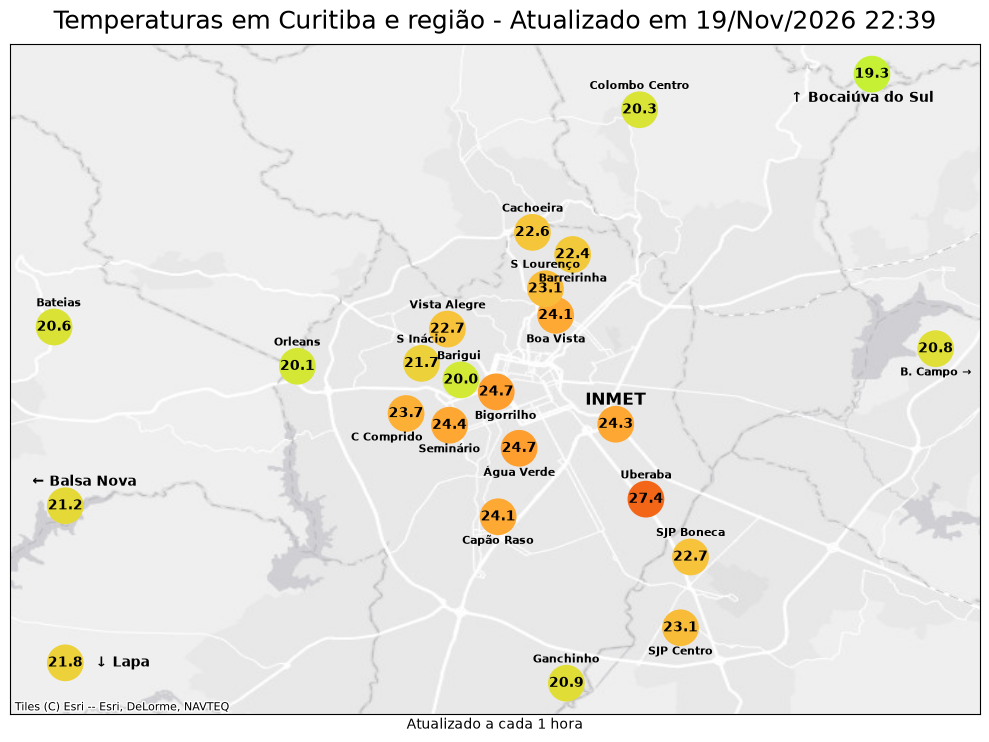 Temperaturas em Curitiba e região - Atualizado em 19/Nov/2026 22:39
19.3
↑ Bocaiúva do Sul
Colombo Centro
20.3
Cachoeira
22.6
22.4
S Lourenço
Barreirinha
23.1
24.1
Boa Vista
Bateias
20.6
Vista Alegre
22.7
S Inácio
21.7
Barigui
20.0
Orleans
20.1
20.8
B. Campo →
24.7
Bigorrilho
INMET
24.3
23.7
C Comprido
24.4
Seminário
24.7
Água Verde
Uberaba
27.4
← Balsa Nova
21.2
24.1
Capão Raso
SJP Boneca
22.7
23.1
SJP Centro
21.8 ↓ Lapa
Ganchinho
20.9
Tiles (C) Esri -- Esri, DeLorme, NAVTEQ
Atualizado a cada 1 hora